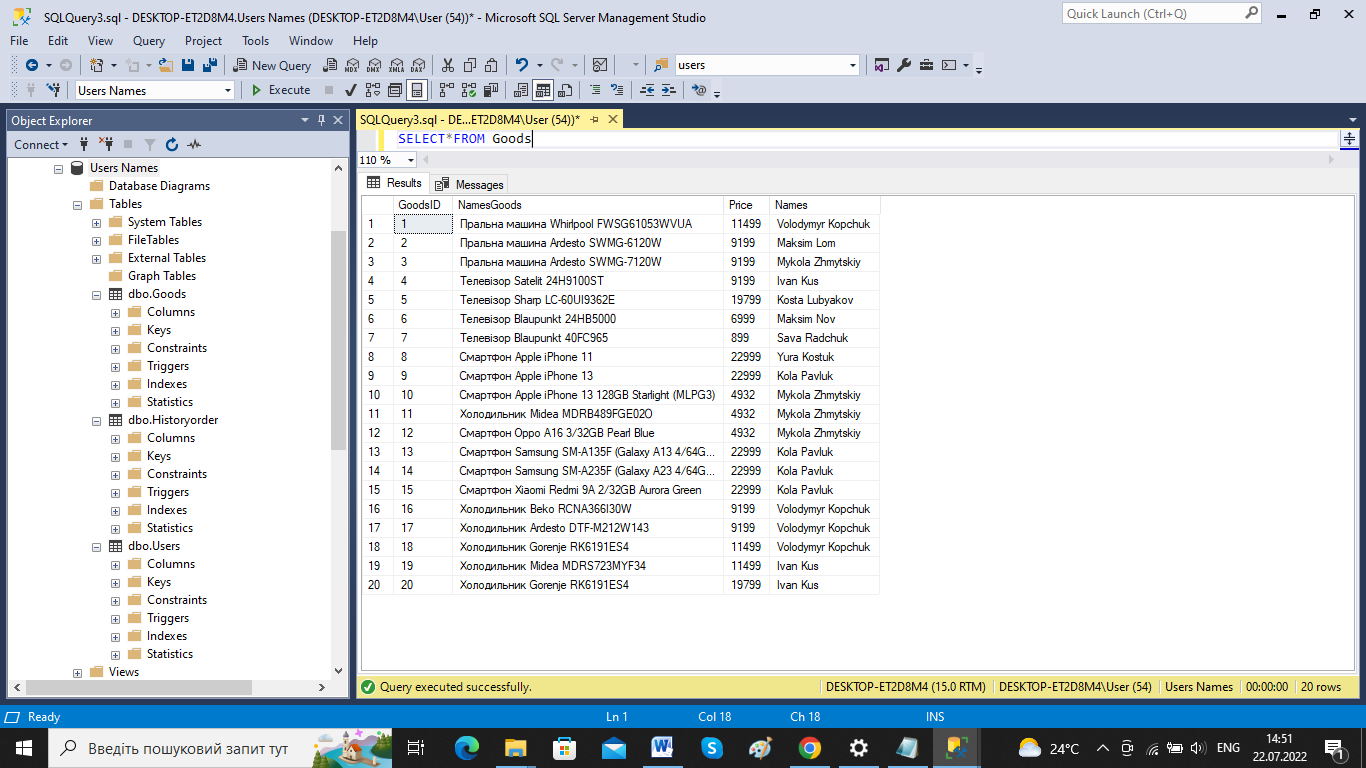 SQLQuery3.sql - DESKTOP-ET2D8M4.Users Names (DESKTOP-ET2D8M4\User (54))* - Microsoft SQL Server Management Studio
Quick Launch (Ctrl+Q)
File Edit View Query Project Tools Window Help
New Query MDX DMX XMLA DAX users
Users Names Execute
Object Explorer
Connect
Users Names
Database Diagrams
Tables
System Tables
FileTables
External Tables
Graph Tables
dbo.Goods
Columns
Keys
Constraints
Triggers
Indexes
Statistics
dbo.Historyorder
Columns
Keys
Constraints
Triggers
Indexes
Statistics
dbo.Users
Columns
Keys
Constraints
Triggers
Indexes
Statistics
Views
SQLQuery3.sql - DE...ET2D8M4\User (54))*
SELECT*FROM Goods
110 %
Results Messages
GoodsID NamesGoods Price Names
1 1 Пральна машина Whirlpool FWSG61053WVUA 11499 Volodymyr Kopchuk
2 2 Пральна машина Ardesto SWMG-6120W 9199 Maksim Lom
3 3 Пральна машина Ardesto SWMG-7120W 9199 Mykola Zhmytskiy
4 4 Телевізор Satelit 24H9100ST 9199 Ivan Kus
5 5 Телевізор Sharp LC-60UI9362E 19799 Kosta Lubyakov
6 6 Телевізор Blaupunkt 24HB5000 6999 Maksim Nov
7 7 Телевізор Blaupunkt 40FC965 899 Sava Radchuk
8 8 Смартфон Apple iPhone 11 22999 Yura Kostuk
9 9 Смартфон Apple iPhone 13 22999 Kola Pavluk
10 10 Смартфон Apple iPhone 13 128GB Starlight (MLPG3) 4932 Mykola Zhmytskiy
11 11 Холодильник Midea MDRB489FGE02O 4932 Mykola Zhmytskiy
12 12 Смартфон Oppo A16 3/32GB Pearl Blue 4932 Mykola Zhmytskiy
13 13 Смартфон Samsung SM-A135F (Galaxy A13 4/64G... 22999 Kola Pavluk
14 14 Смартфон Samsung SM-A235F (Galaxy A23 4/64G... 22999 Kola Pavluk
15 15 Смартфон Xiaomi Redmi 9A 2/32GB Aurora Green 22999 Kola Pavluk
16 16 Холодильник Beko RCNA366I30W 9199 Volodymyr Kopchuk
17 17 Холодильник Ardesto DTF-M212W143 9199 Volodymyr Kopchuk
18 18 Холодильник Gorenje RK6191ES4 11499 Volodymyr Kopchuk
19 19 Холодильник Midea MDRS723MYF34 11499 Ivan Kus
20 20 Холодильник Gorenje RK6191ES4 19799 Ivan Kus
Query executed successfully. DESKTOP-ET2D8M4 (15.0 RTM) DESKTOP-ET2D8M4\User (54) Users Names 00:00:00 20 rows
Ready Ln 1 Col 18 Ch 18 INS
Введіть пошуковий запит тут 24°C ENG 14:51
22.07.2022 1